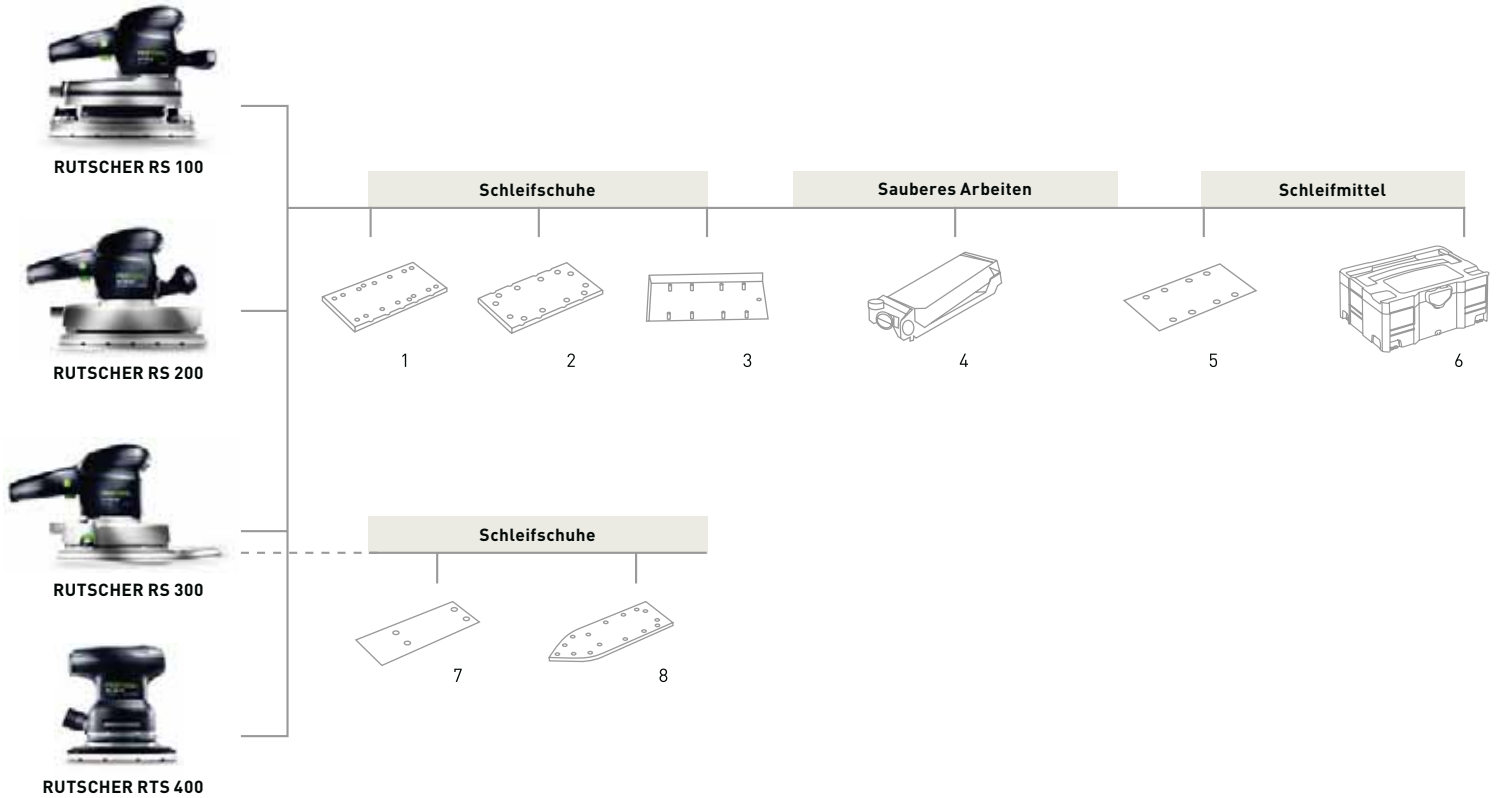 RUTSCHER RS 100
Schleifschuhe
Sauberes Arbeiten
Schleifmittel
RUTSCHER RS 200
1
2
3
4
5
6
Schleifschuhe
RUTSCHER RS 300
7
8
RUTSCHER RTS 400